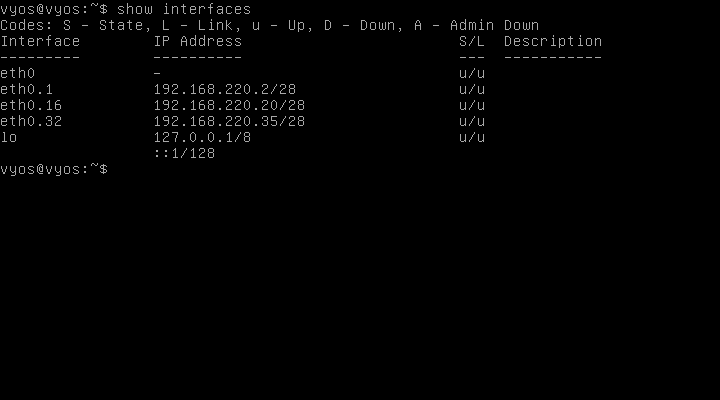 vyos@vyos:~$ show interfaces
Codes: S - State, L - Link, u - Up, D - Down, A - Admin Down
Interface        IP Address                        S/L  Description
---------        ----------                        ---  -----------
eth0             -                                 u/u
eth0.1           192.168.220.2/28                  u/u
eth0.16          192.168.220.20/28                 u/u
eth0.32          192.168.220.35/28                 u/u
lo               127.0.0.1/8                       u/u
                 ::1/128
vyos@vyos:~$